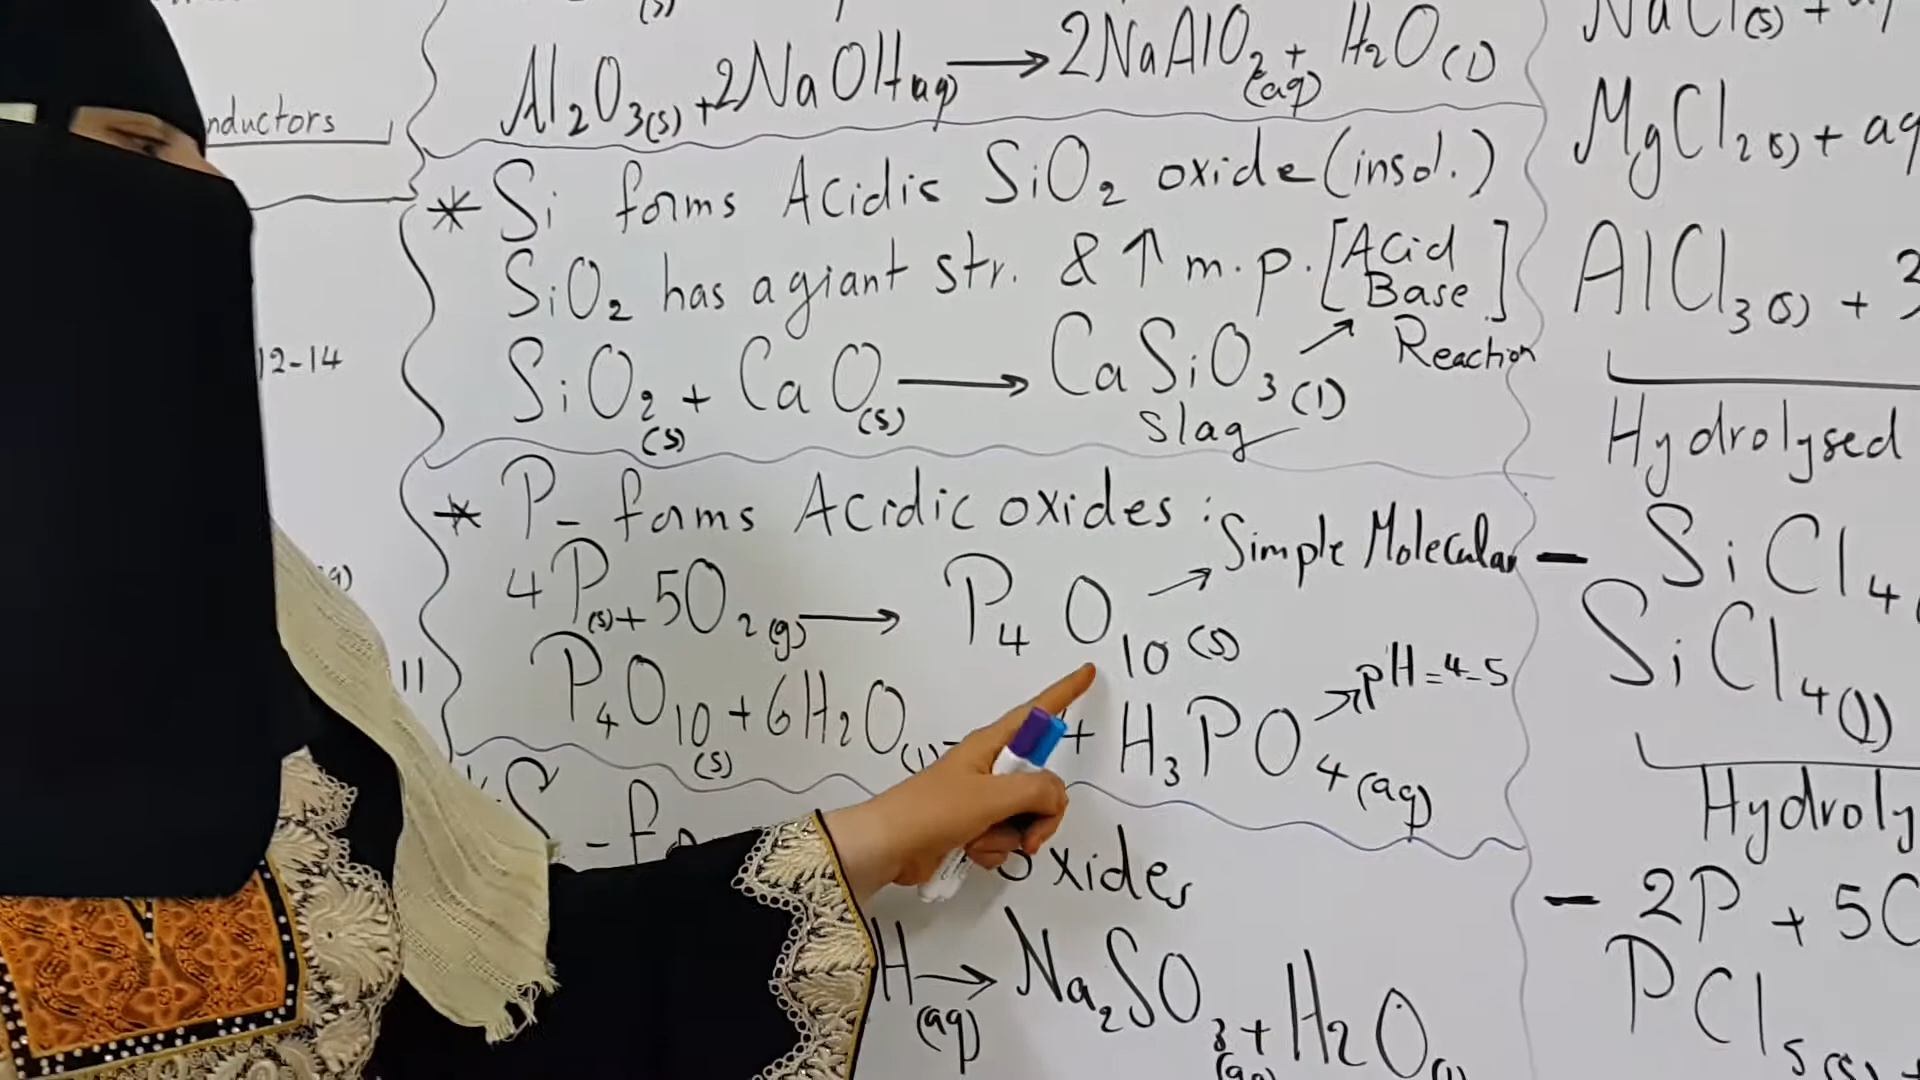 Al2O3(s) + 2NaOH(aq) → 2NaAlO2(aq) + H2O(l)
* Si forms Acidic SiO2 oxide (insol.)
SiO2 has a giant str. & ↑ m.p. [Acid Base] Reaction
SiO2(s) + CaO(s) → CaSiO3(l)
Slag
* P- forms Acidic oxides :
4P(s) + 5O2(g) → P4O10(s) → Simple Molecular
P4O10(s) + 6H2O(l) + H3PO4(aq) → pH = 4-5
oxides
H(aq) → Na2SO3(aq) + H2O(l)
nductors
12-14
11
NaCl(s) +
MgCl2(s) + aq
AlCl3(s) + 3
Hydrolysed
- SiCl4
SiCl4(l)
Hydroly
- 2P + 5C
PCl5(s)